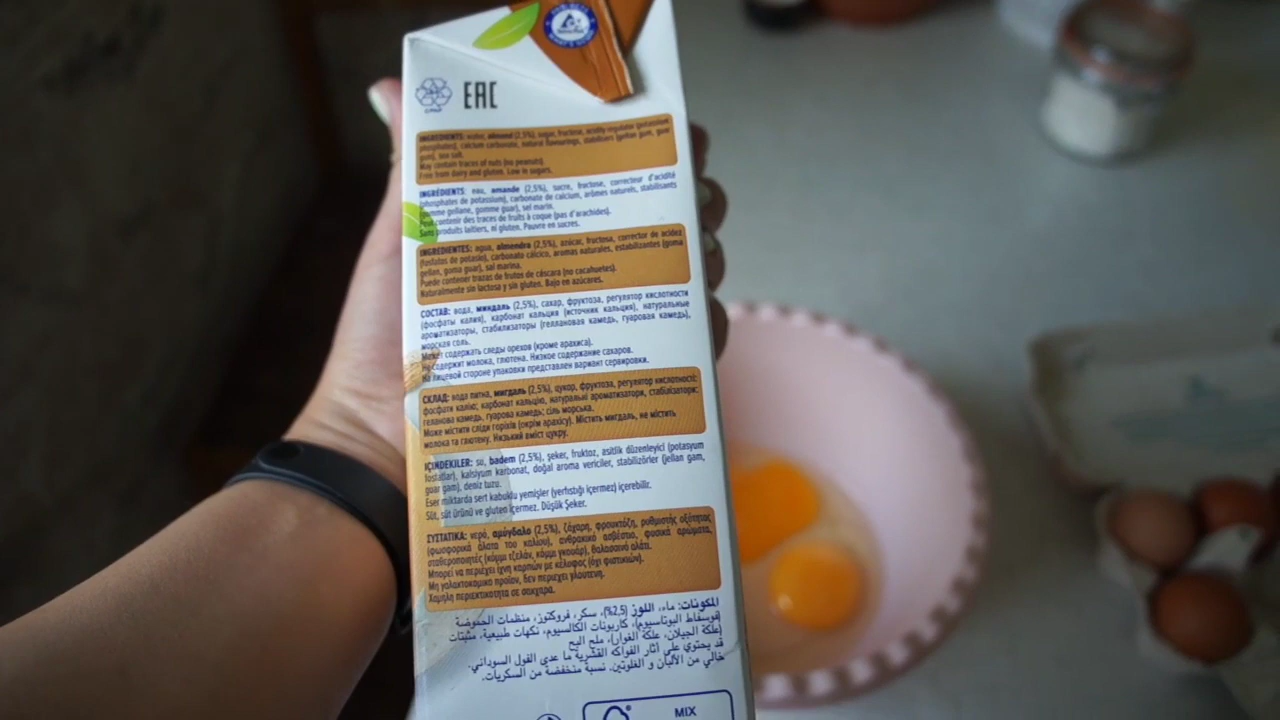 EAC
INGREDIENTS: water, almond (2,5%), sugar, fructose, acidity regulator (potassium
phosphates), calcium carbonate, natural flavourings, stabilizers (gellan gum, guar
gum), sea salt.
May contain traces of nuts (no peanuts).
Free from dairy and gluten. Low in sugars.
INGRÉDIENTS: eau, amande (2,5%), sucre, fructose, correcteur d'acidité
(phosphates de potassium), carbonate de calcium, arômes naturels, stabilisants
(gomme gellane, gomme guar), sel marin.
Peut contenir des traces de fruits à coque (pas d'arachides).
Sans produits laitiers, ni gluten. Pauvre en sucres.
INGREDIENTES: agua, almendra (2,5%), azúcar, fructosa, corrector de acidez
(fosfatos de potasio), carbonato cálcico, aromas naturales, estabilizantes (goma
gellan, goma guar), sal marina.
Puede contener trazas de frutos de cáscara (no cacahuetes).
Naturalmente sin lactosa y sin gluten. Bajo en azúcares.
СОСТАВ: вода, миндаль (2,5%), сахар, фруктоза, регулятор кислотности
(фосфаты калия), карбонат кальция (источник кальция), натуральные
ароматизаторы, стабилизаторы (геллановая камедь, гуаровая камедь),
морская соль.
Может содержать следы орехов (кроме арахиса).
Не содержит молока, глютена. Низкое содержание сахаров.
На лицевой стороне упаковки представлен вариант сервировки.
СКЛАД: вода питна, мигдаль (2,5%), цукор, фруктоза, регулятор кислотності:
фосфати калію; карбонат кальцію, натуральні ароматизатори, стабілізатори:
геланова камедь, гуарова камедь; сіль морська.
Може містити сліди горіхів (окрім арахісу). Містить мигдаль, не містить
молока та глютену. Низький вміст цукру.
İÇİNDEKİLER: su, badem (2,5%), şeker, fruktoz, asitlik düzenleyici (potasyum
fosfatlar), kalsiyum karbonat, doğal aroma vericiler, stabilizörler (jellan gam,
guar gam), deniz tuzu.
Eser miktarda sert kabuklu yemişler (yerfıstığı içermez) içerebilir.
Süt, süt ürünü ve gluten içermez. Düşük Şeker.
ΣΥΣΤΑΤΙΚΑ: νερό, αμύγδαλο (2,5%), ζάχαρη, φρουκτόζη, ρυθμιστής οξύτητας
(φωσφορικά άλατα του καλίου), ανθρακικό ασβέστιο, φυσικά αρώματα,
σταθεροποιητές (κόμμι τζελάν, κόμμι γκουάρ), θαλασσινό αλάτι.
Μπορεί να περιέχει ίχνη καρπών με κέλυφος (όχι φιστικιών).
Μη γαλακτοκομικό προϊόν, δεν περιέχει γλουτένη.
Χαμηλή περιεκτικότητα σε σάκχαρα.
المكونات: ماء، اللوز (2,5%)، سكر، فروكتوز، منظمات الحموضة
(فوسفاط البوتاسيوم)، كاربونات الكالسيوم، نكهات طبيعية، مثبتات
(علكة الجيلان، علكة الغوار)، ملح البح
قد يحتوي على آثار الفواكه القشرية ما عدى الفول السوداني.
خالي من الألبان و الغلوتين. نسبة منخفضة من السكريات.
MIX